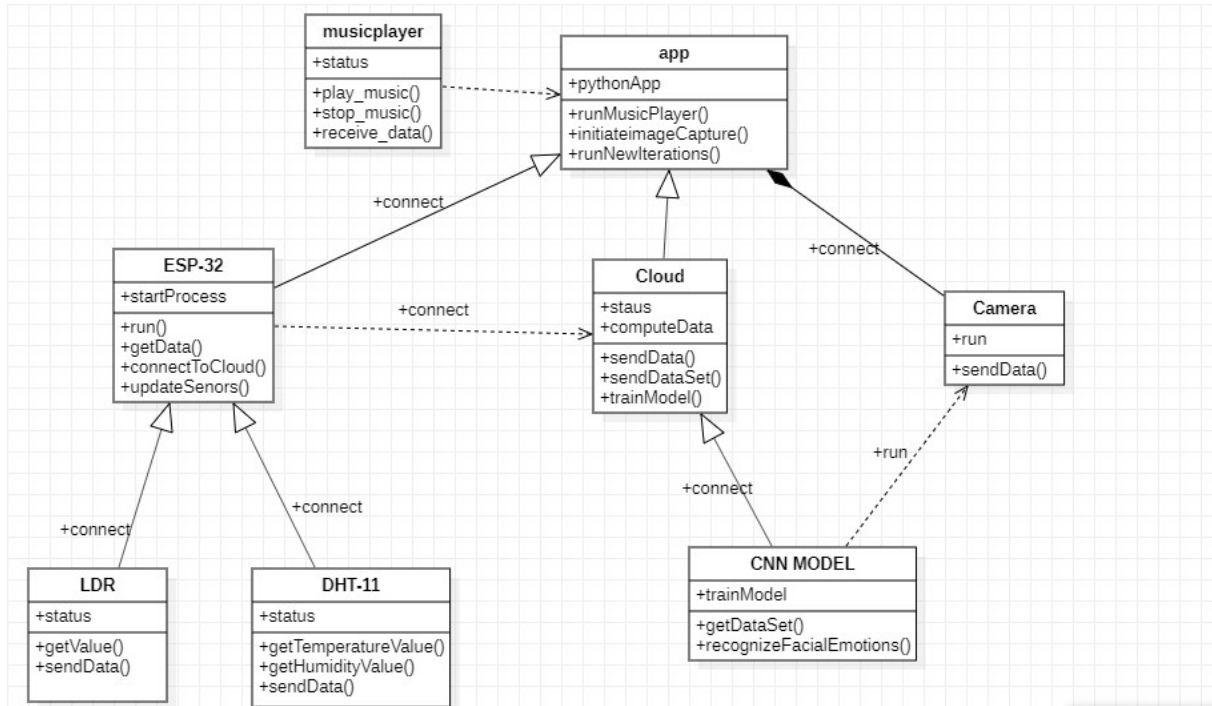 musicplayer
+status
+play_music()
+stop_music()
+receive_data()
app
+pythonApp
+runMusicPlayer()
+initiateimageCapture()
+runNewIterations()
+connect
+connect
ESP-32
+startProcess
+run()
+getData()
+connectToCloud()
+updateSenors()
+connect
Cloud
+staus
+computeData
+sendData()
+sendDataSet()
+trainModel()
Camera
+run
+sendData()
+run
+connect
+connect
+connect
LDR
+status
+getValue()
+sendData()
DHT-11
+status
+getTemperatureValue()
+getHumidityValue()
+sendData()
CNN MODEL
+trainModel
+getDataSet()
+recognizeFacialEmotions()